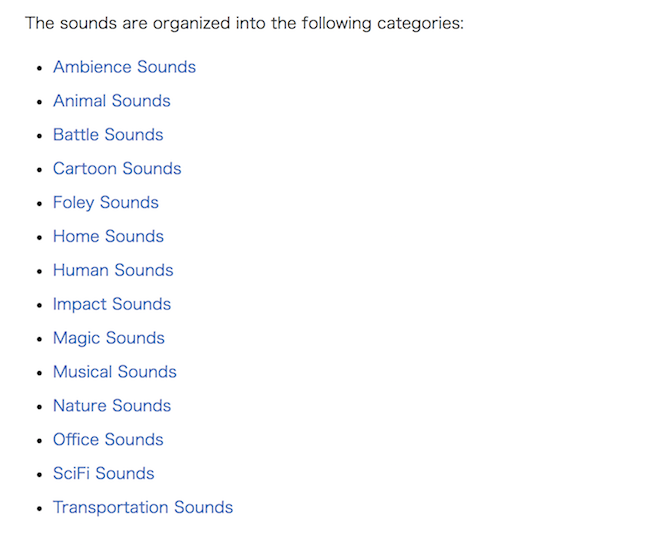 The sounds are organized into the following categories:
• Ambience Sounds
• Animal Sounds
• Battle Sounds
• Cartoon Sounds
• Foley Sounds
• Home Sounds
• Human Sounds
• Impact Sounds
• Magic Sounds
• Musical Sounds
• Nature Sounds
• Office Sounds
• SciFi Sounds
• Transportation Sounds